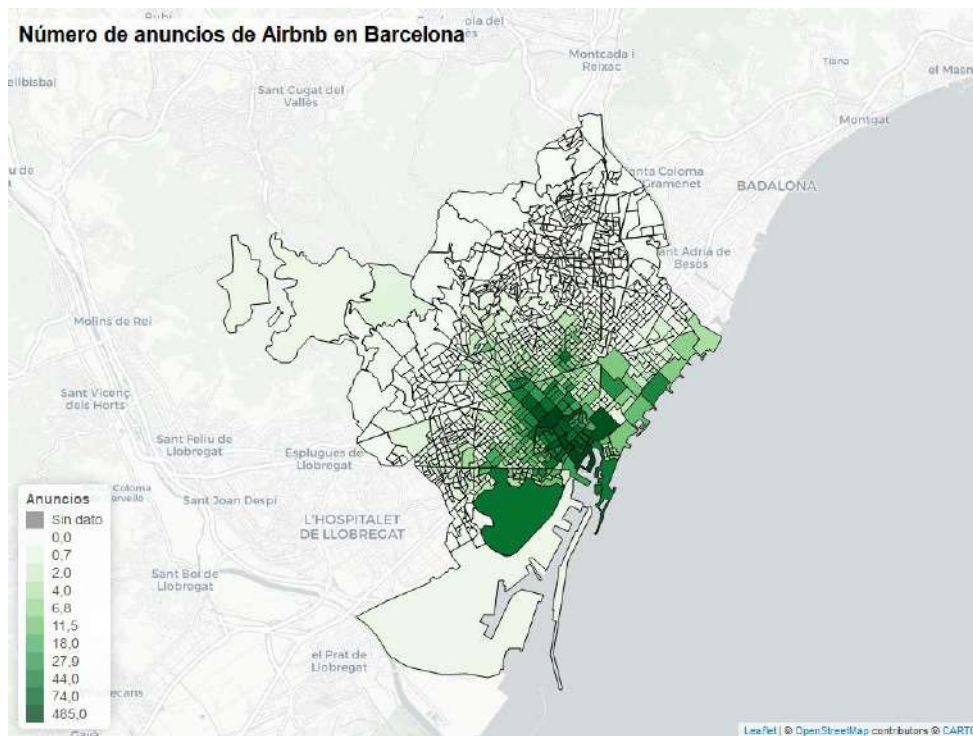 Número de anuncios de Airbnb en Barcelona
Montcada i
Reixac
Tiana
el Masn
Sant Cugat del
Vallès
Montgat
Santa Coloma
Gramenet
BADALONA
Sant Adrià de
Besòs
Molins de Rei
Sant Vicenç
dels Horts
Sant Feliu de
Llobregat
Esplugues de
Llobregat
Sant Joan Despí
L'HOSPITALET
DE LLOBREGAT
Sant Boi de
Llobregat
el Prat de
Llobregat
Anuncios
Sin dato
0,0
0,7
2,0
4,0
6,8
11,5
18,0
27,9
44,0
74,0
485,0
Leaflet | © OpenStreetMap contributors © CARTO